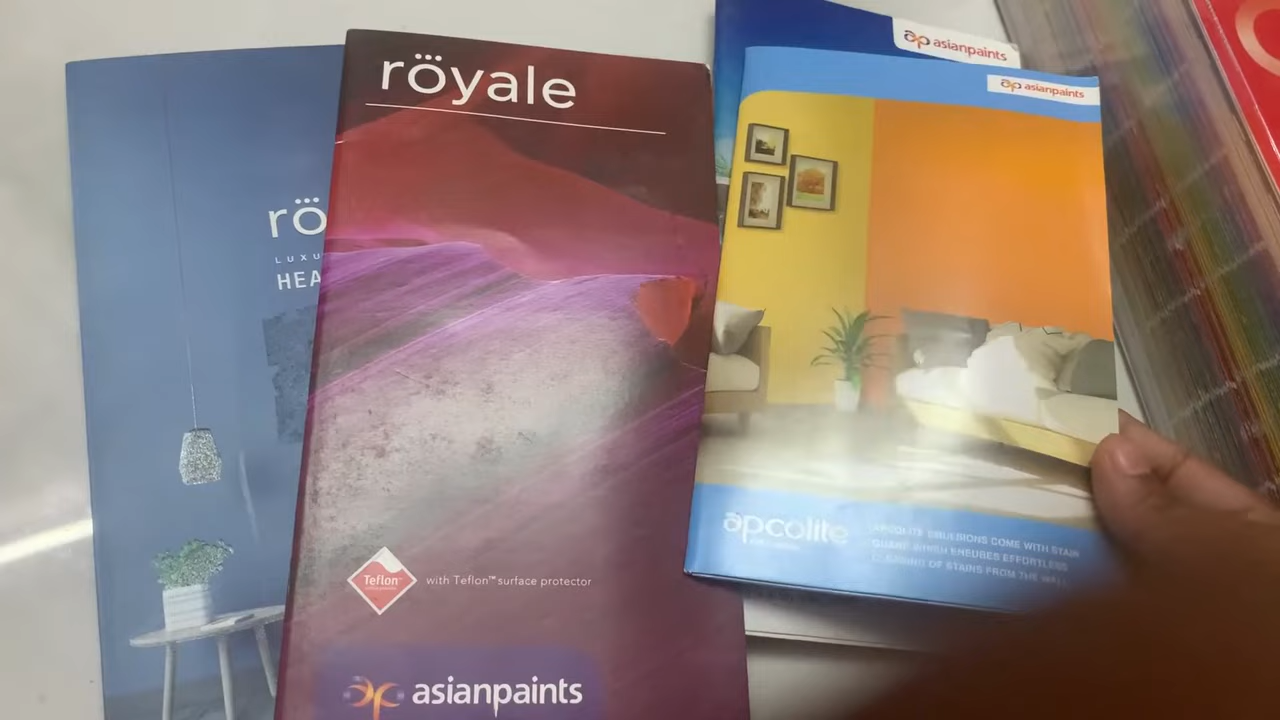 rö
LUXU
HEA
röyale
Teflon™
with Teflon™ surface protector
asianpaints
asianpaints
asianpaints
apcolite
APCOLITE EMULSIONS COME WITH STAIN
GUARD WHICH ENSURES EFFORTLESS
CLEANING OF STAINS FROM THE WALL